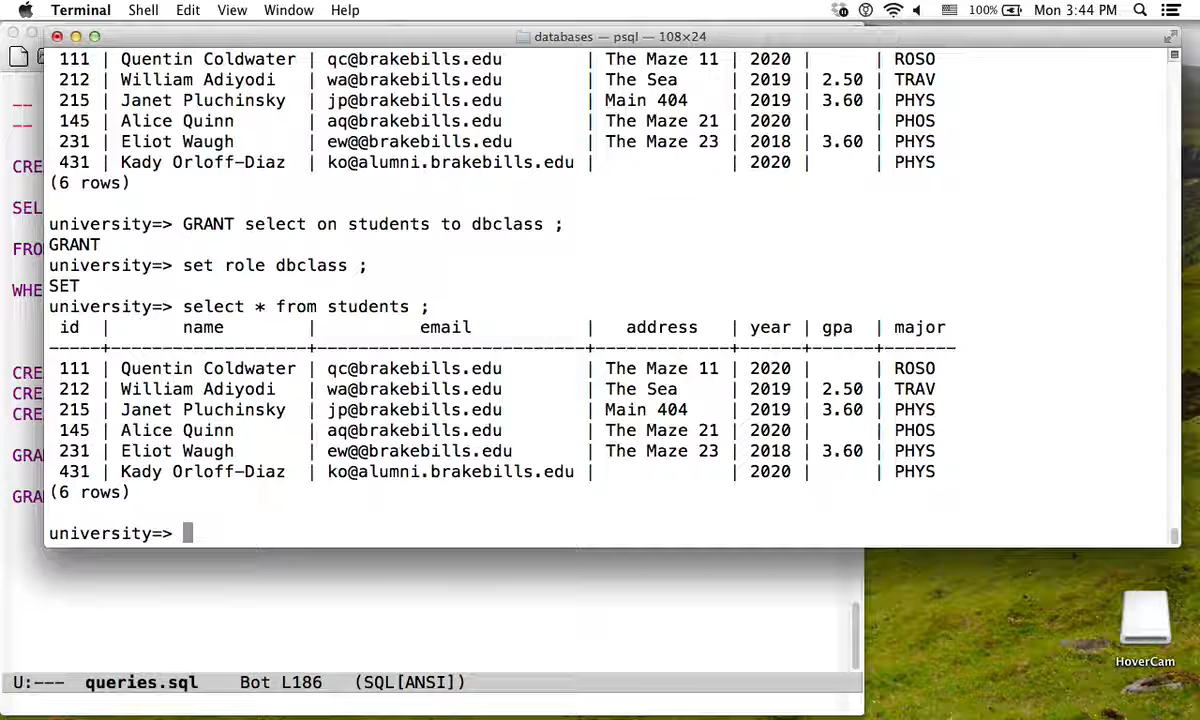 Terminal Shell Edit View Window Help 100% Mon 3:44 PM
databases — psql — 108×24
111 | Quentin Coldwater | qc@brakebills.edu | The Maze 11 | 2020 | | ROSO
212 | William Adiyodi | wa@brakebills.edu | The Sea | 2019 | 2.50 | TRAV
215 | Janet Pluchinsky | jp@brakebills.edu | Main 404 | 2019 | 3.60 | PHYS
145 | Alice Quinn | aq@brakebills.edu | The Maze 21 | 2020 | | PHOS
231 | Eliot Waugh | ew@@brakebills.edu | The Maze 23 | 2018 | 3.60 | PHYS
431 | Kady Orloff-Diaz | ko@alumni.brakebills.edu | | 2020 | | PHYS
(6 rows)
university=> GRANT select on students to dbclass ;
GRANT
university=> set role dbclass ;
SET
university=> select * from students ;
id | name | email | address | year | gpa | major
-----+-------------------+--------------------------+-------------+------+------+-------
111 | Quentin Coldwater | qc@brakebills.edu | The Maze 11 | 2020 | | ROSO
212 | William Adiyodi | wa@brakebills.edu | The Sea | 2019 | 2.50 | TRAV
215 | Janet Pluchinsky | jp@brakebills.edu | Main 404 | 2019 | 3.60 | PHYS
145 | Alice Quinn | aq@brakebills.edu | The Maze 21 | 2020 | | PHOS
231 | Eliot Waugh | ew@@brakebills.edu | The Maze 23 | 2018 | 3.60 | PHYS
431 | Kady Orloff-Diaz | ko@alumni.brakebills.edu | | 2020 | | PHYS
(6 rows)
university=>
--
--
CRE
SEL
FRO
WHE
CRE
CRE
CRE
GRA
GRA
U:--- queries.sql Bot L186 (SQL[ANSI])
HoverCam